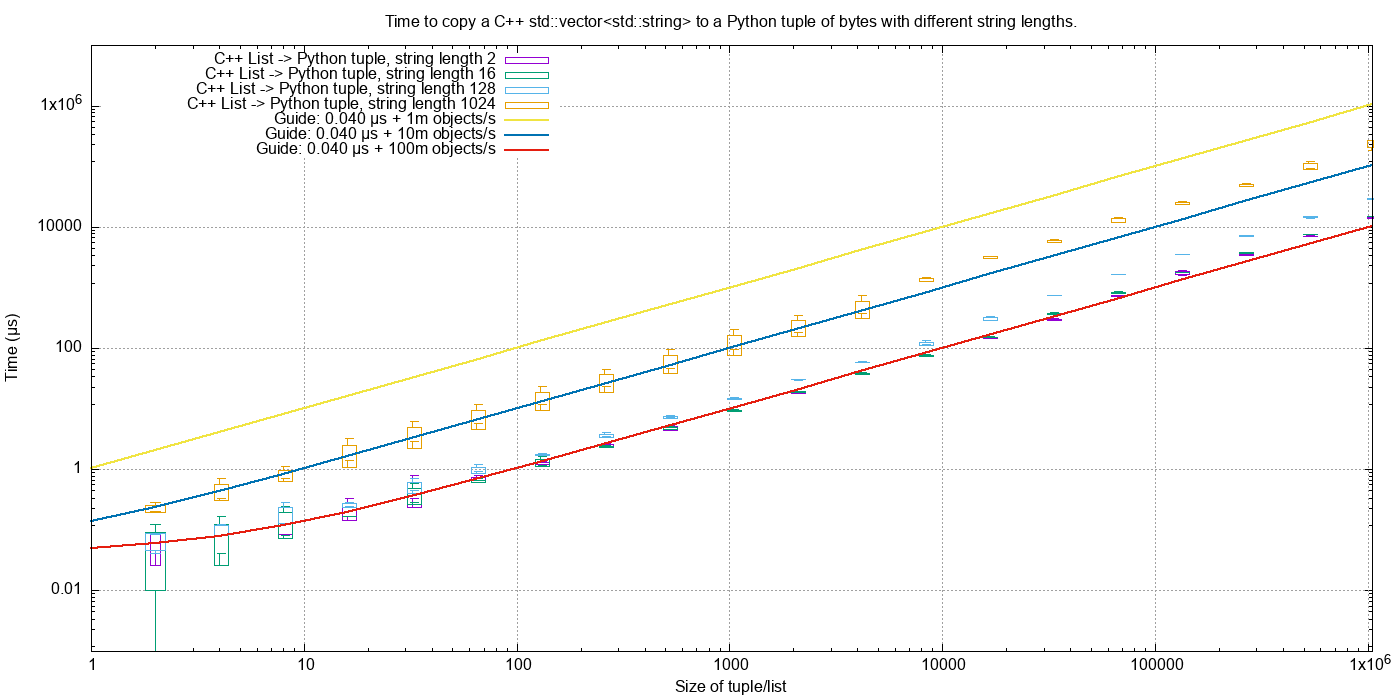 Time to copy a C++ std::vector<std::string> to a Python tuple of bytes with different string lengths.
C++ List -> Python tuple, string length 2
C++ List -> Python tuple, string length 16
C++ List -> Python tuple, string length 128
C++ List -> Python tuple, string length 1024
Guide: 0.040 µs + 1m objects/s
Guide: 0.040 µs + 10m objects/s
Guide: 0.040 µs + 100m objects/s
1x10⁶
10000
100
1
0.01
Time (µs)
1 10 100 1000 10000 100000 1x10⁶
Size of tuple/list